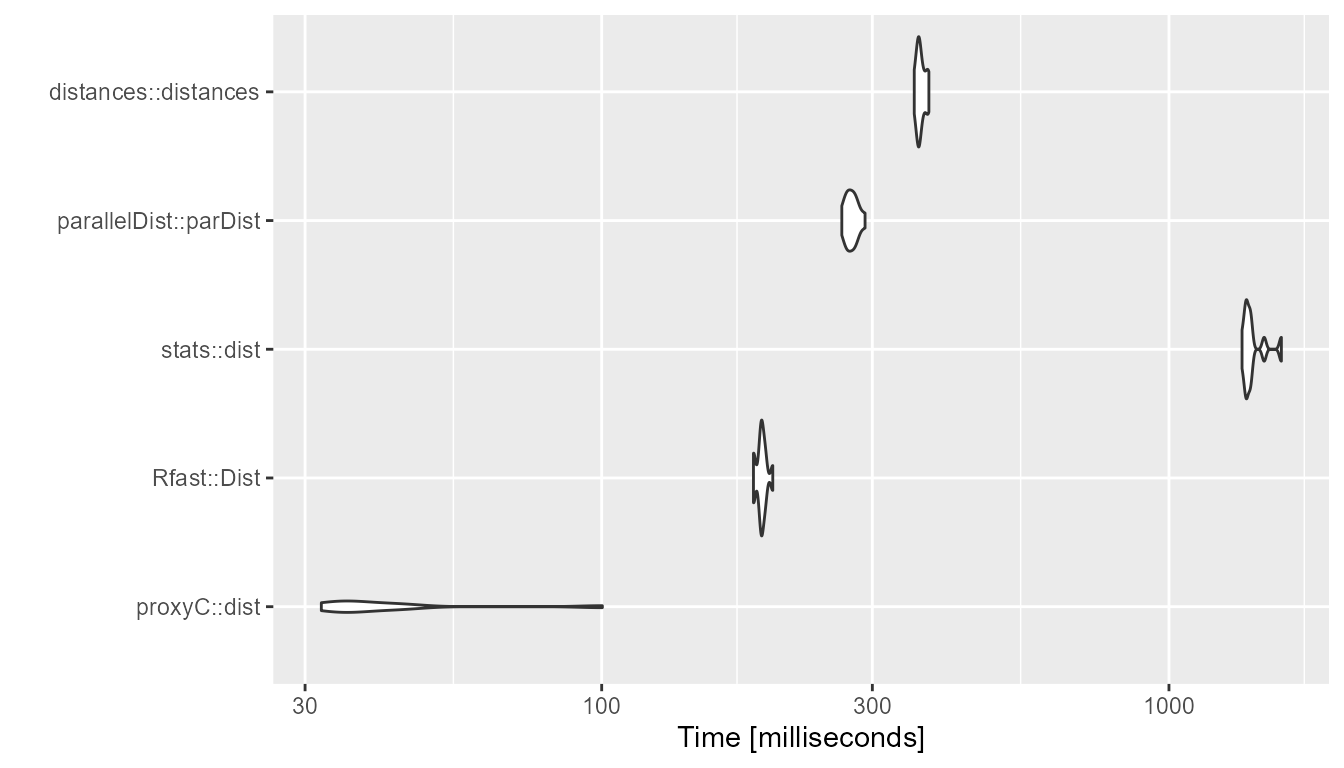 distances::distances
parallelDist::parDist
stats::dist
Rfast::Dist
proxyC::dist
30 100 300 1000
Time [milliseconds]